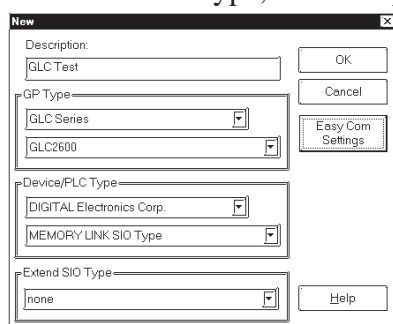 New
Description:
GLC Test
OK
Cancel
Easy Com
Settings
GP Type
GLC Series
GLC2600
Device/PLC Type
DIGITAL Electronics Corp.
MEMORY LINK SIO Type
Extend SIO Type
none
Help